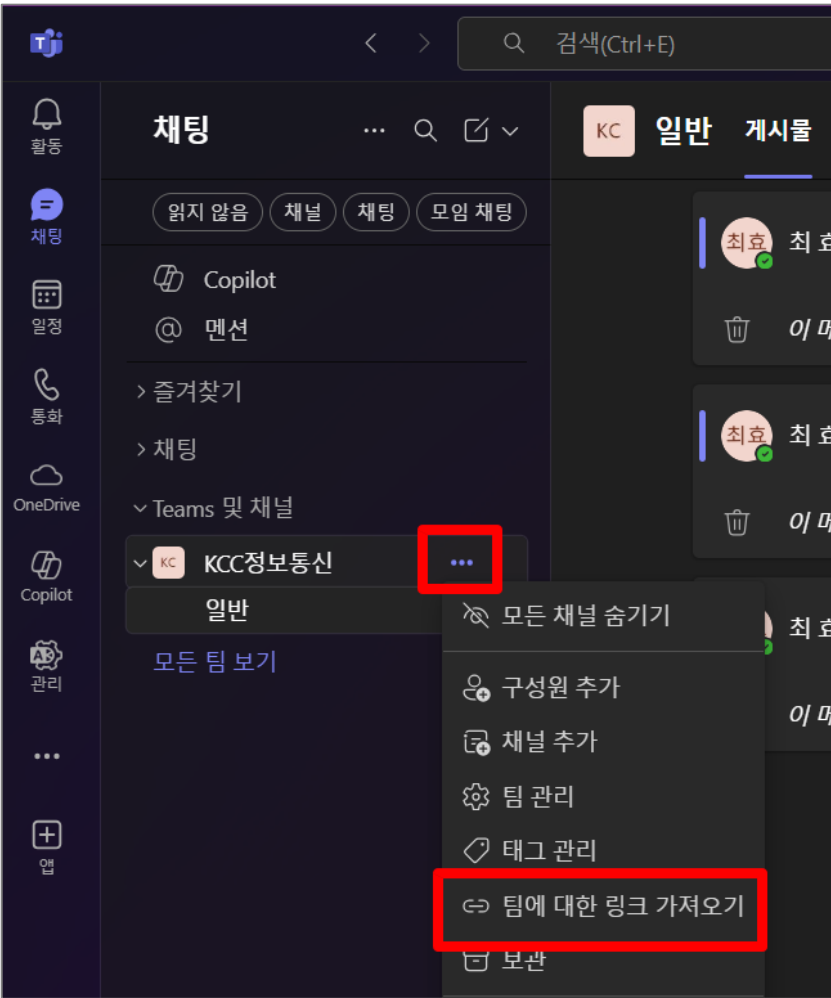 검색(Ctrl+E)
활동
채팅
일정
통화
OneDrive
Copilot
관리
앱
채팅
읽지 않음 채널 채팅 모임 채팅
Copilot
멘션
즐겨찾기
채팅
Teams 및 채널
KC KCC정보통신
일반
모든 팀 보기
모든 채널 숨기기
구성원 추가
채널 추가
팀 관리
태그 관리
팀에 대한 링크 가져오기
보관
KC 일반 게시물
최효 최
이
최효 최
이
최
이